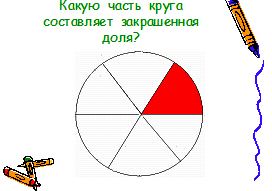 Какую часть круга
составляет закрашенная
доля?